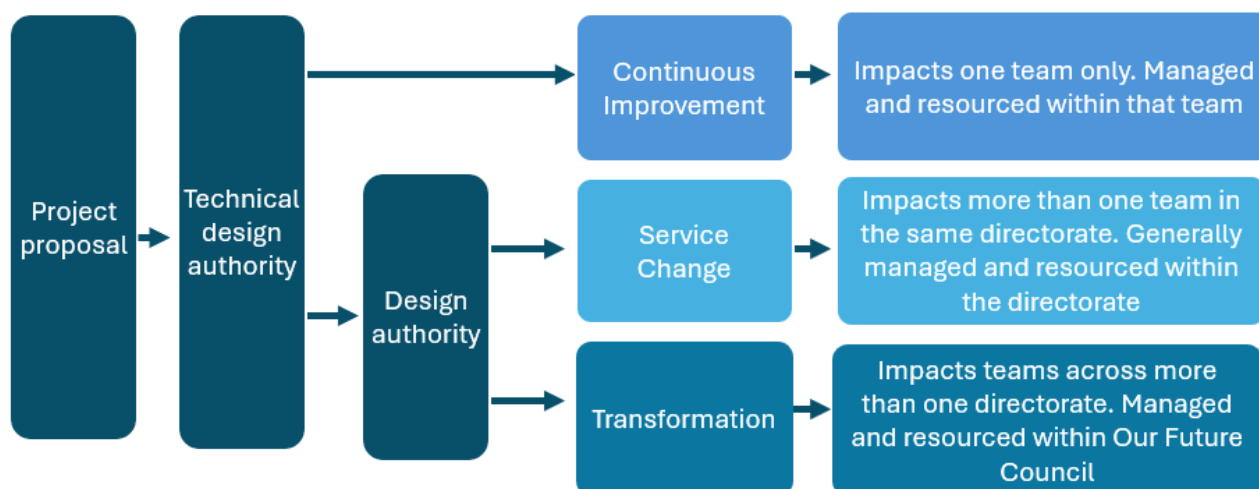 Project
proposal
Technical
design
authority
Design
authority
Continuous
Improvement
Impacts one team only. Managed
and resourced within that team
Service
Change
Impacts more than one team in
the same directorate. Generally
managed and resourced within
the directorate
Transformation
Impacts teams across more
than one directorate. Managed
and resourced within Our Future
Council